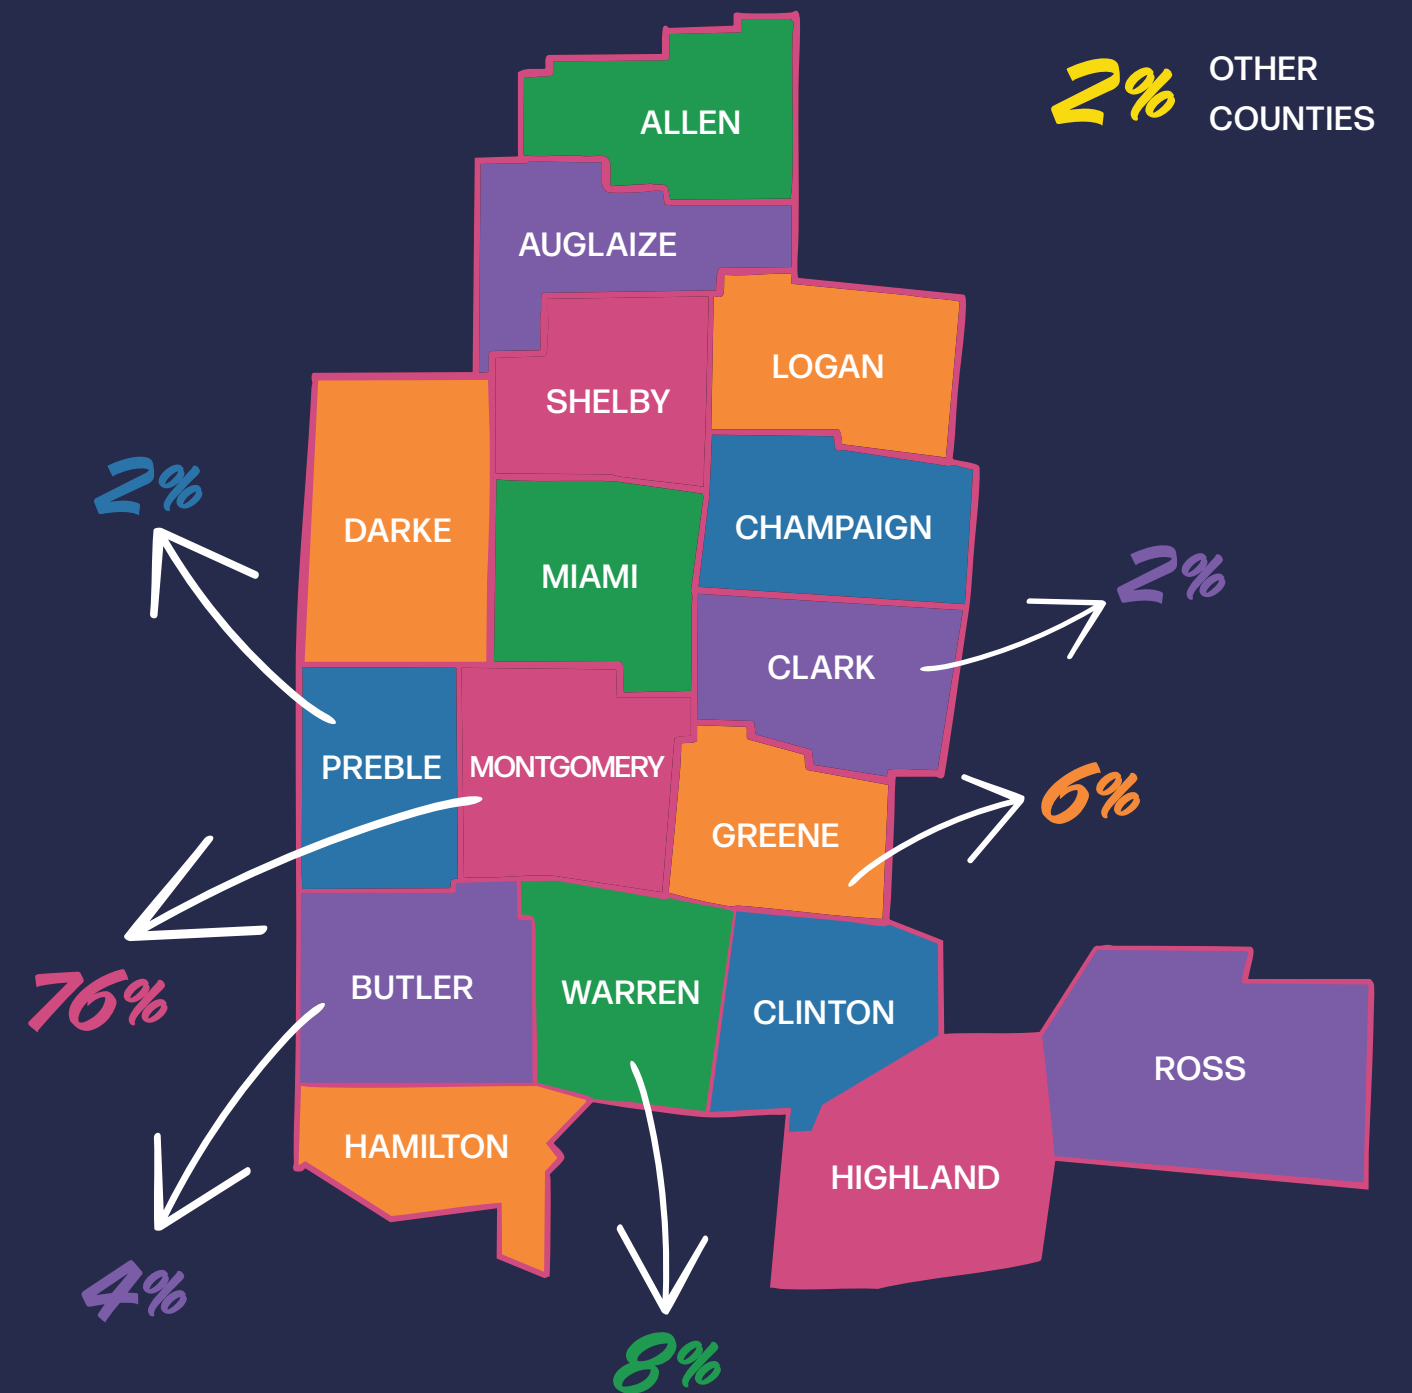 ALLEN
2% OTHER
COUNTIES
AUGLAIZE
LOGAN
SHELBY
2%
DARKE
CHAMPAIGN
MIAMI
2%
CLARK
PREBLE
MONTGOMERY
6%
GREENE
76%
BUTLER
WARREN
CLINTON
ROSS
HAMILTON
HIGHLAND
4%
8%